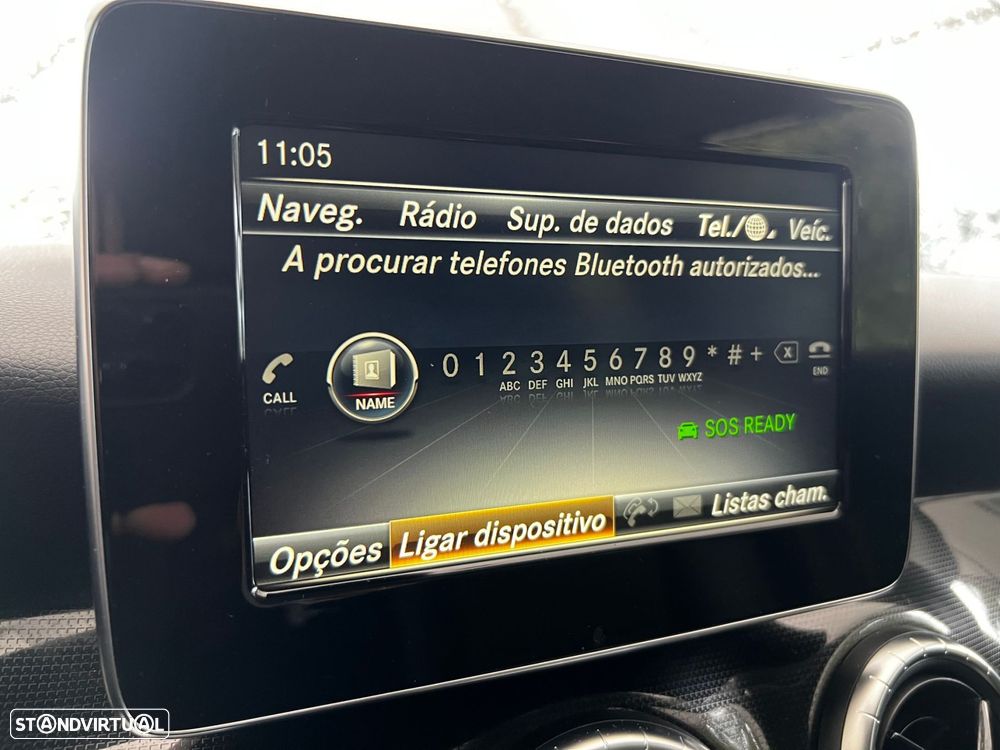 11:05
Naveg. Rádio Sup. de dados Tel./ Veíc.
A procurar telefones Bluetooth autorizados...
CALL NAME 0 1 2 3 4 5 6 7 8 9 * # + X END
ABC DEF GHI JKL MNO PQRS TUV WXYZ
SOS READY
Opções Ligar dispositivo Listas cham.
STANDVIRTUAL